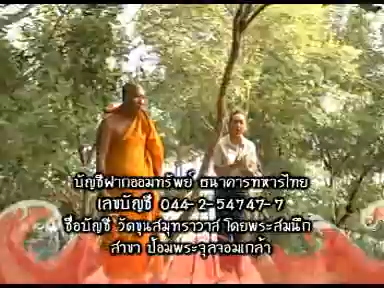 บัญชีฝากออมทรัพย์ ธนาคารทหารไทย
เลขบัญชี 044-2-54747-7
ชื่อบัญชี วัดขุนสมุทราวาส โดยพระสมนึก
สาขา ป้อมพระจุลจอมเกล้า